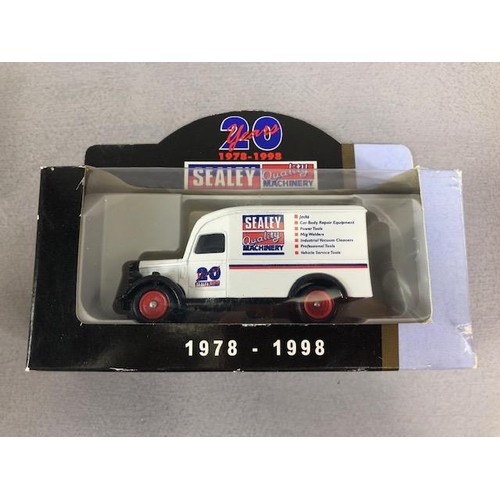 20
Years
1978-1998
SEALEY Quality
MACHINERY
SEALEY
Quality
MACHINERY
Jacks
Car Body Repair Equipment
Power Tools
Mig Welders
Industrial Vacuum Cleaners
Professional Tools
Vehicle Service Tools
20
1978 - 1998